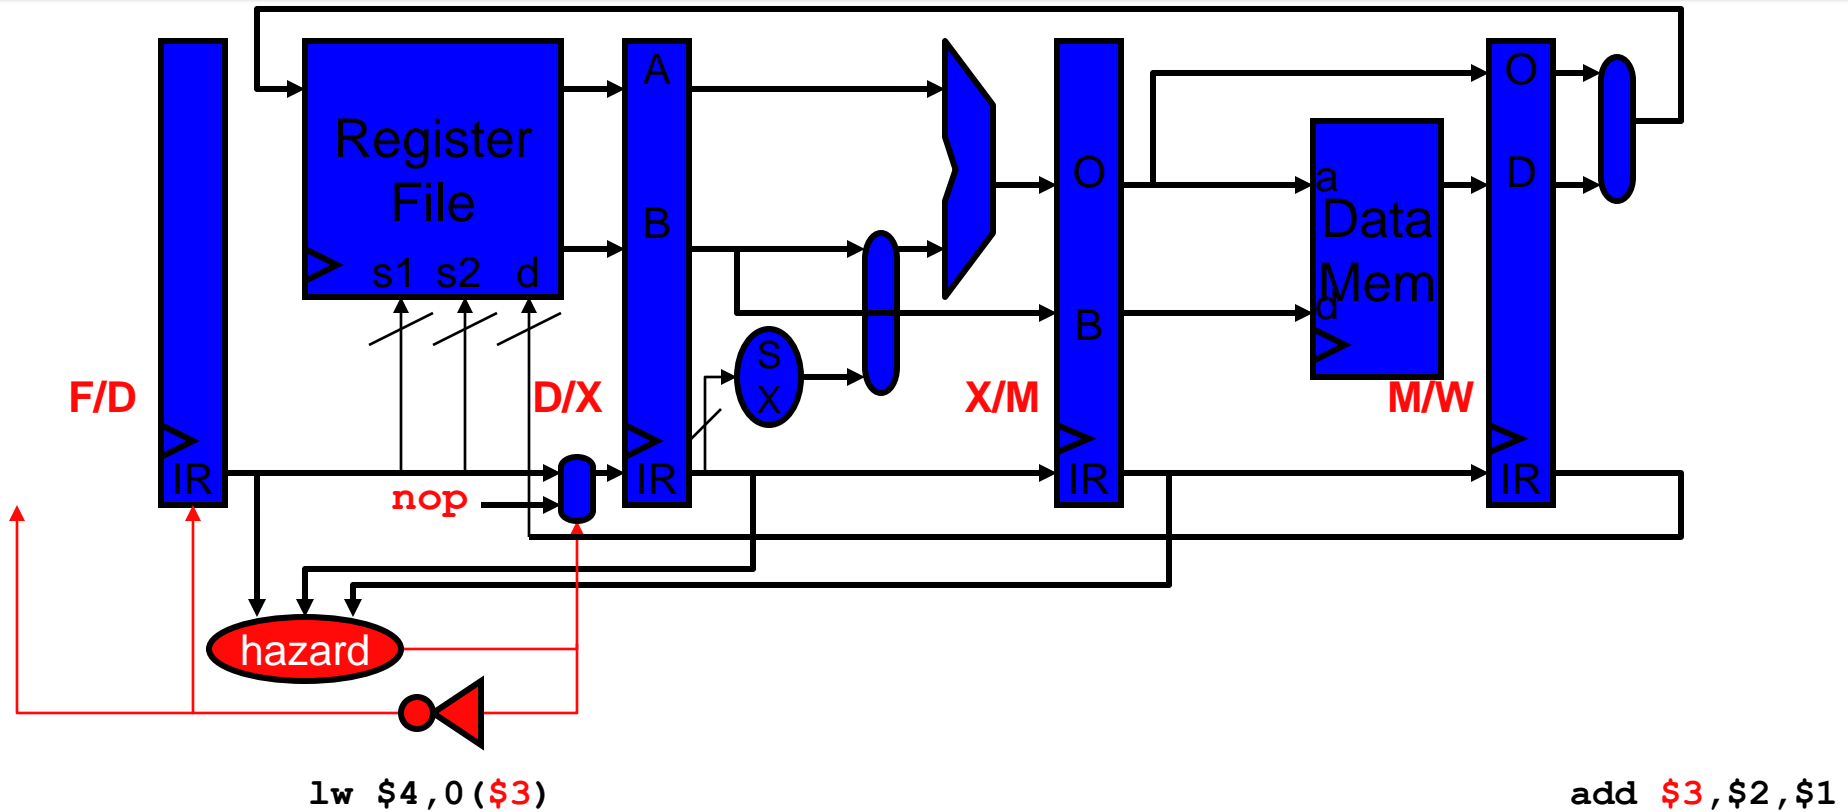 A
O
O
Register
File
B
D
a
Data
Mem
d
s1 s2 d
B
S
X
F/D
D/X
X/M
M/W
IR
IR
IR
IR
nop
hazard
lw $4,0($3)
add $3,$2,$1